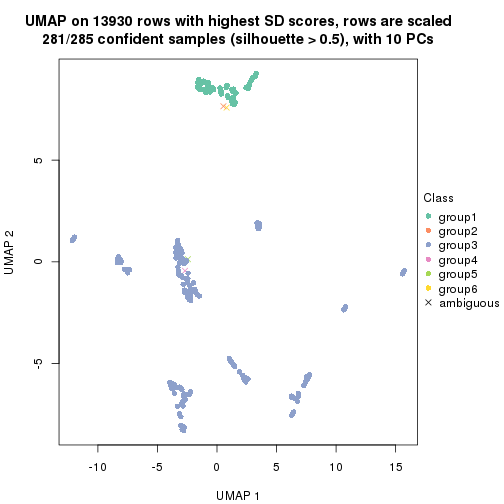 UMAP on 13930 rows with highest SD scores, rows are scaled
281/285 confident samples (silhouette > 0.5), with 10 PCs
5
0
-5
UMAP 2
-10
-5
0
5
10
15
UMAP 1
Class
group1
group2
group3
group4
group5
group6
ambiguous